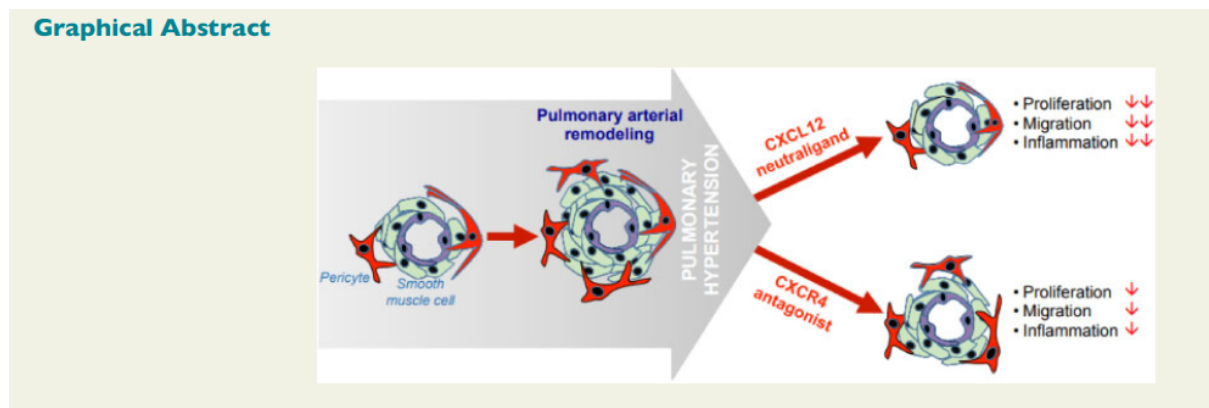 Graphical Abstract
Pulmonary arterial
remodeling
Pericyte
Smooth
muscle cell
PULMONARY
HYPERTENSION
CXCL12
neutraligand
• Proliferation ↓↓
• Migration ↓↓
• Inflammation ↓↓
CXCR4
antagonist
• Proliferation ↓
• Migration ↓
• Inflammation ↓